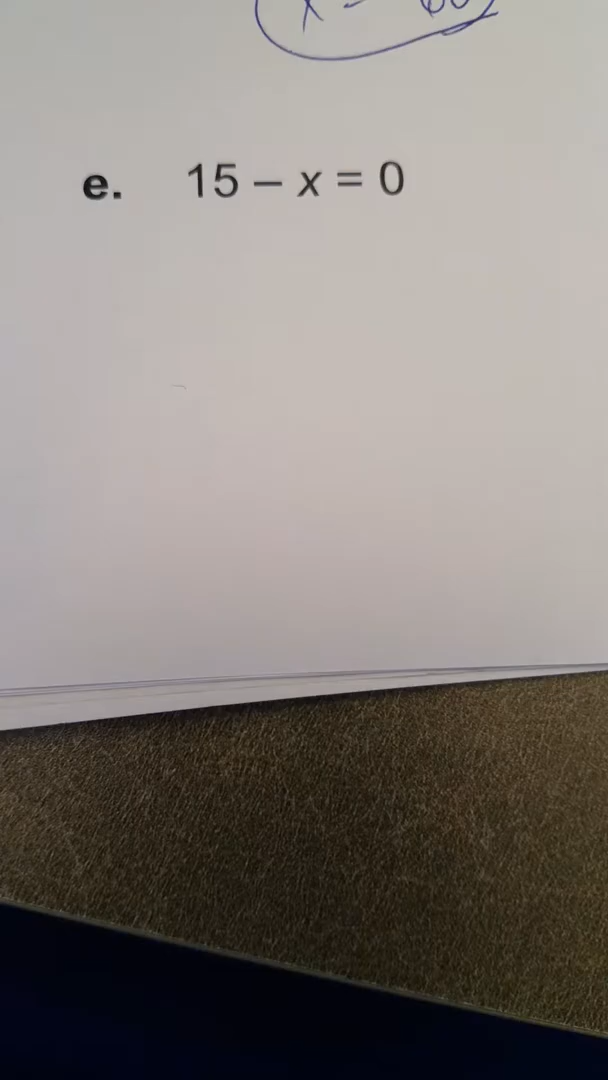 x =
e. 15 – x = 0